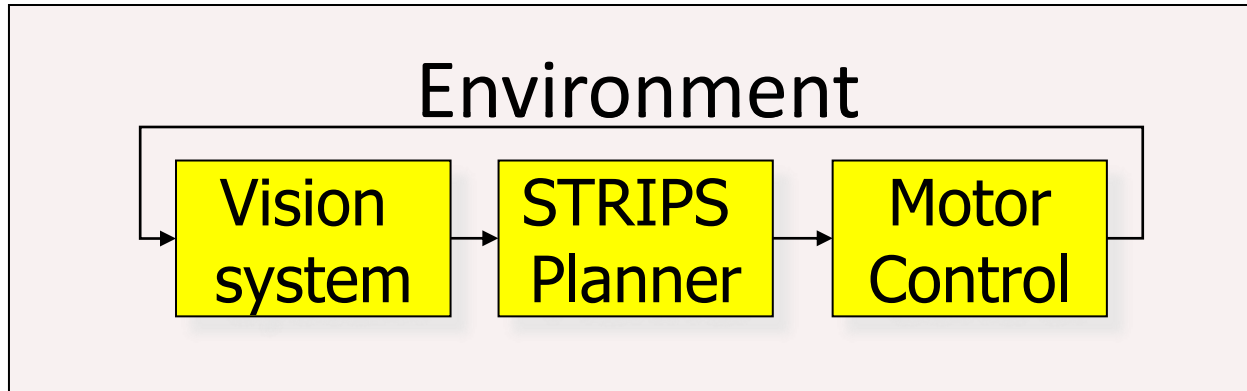 Environment
Vision
system
STRIPS
Planner
Motor
Control